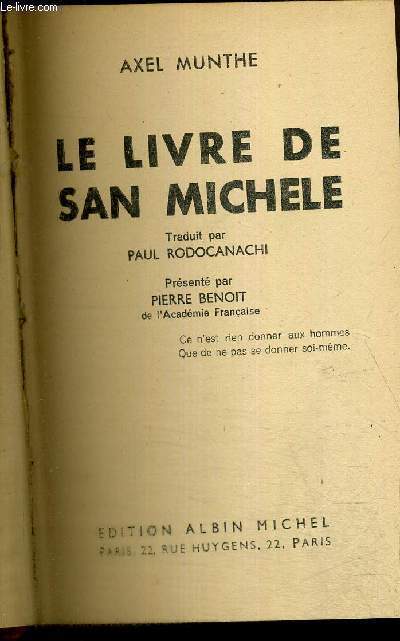 Le-livre.com
AXEL MUNTHE
LE LIVRE DE
SAN MICHELE
Traduit par
PAUL RODOCANACHI
Présenté par
PIERRE BENOIT
de l'Académie Française
Ce n'est rien donner aux hommes
Que de ne pas se donner soi-même.
EDITION ALBIN MICHEL
PARIS, 22, RUE HUYGENS, 22, PARIS